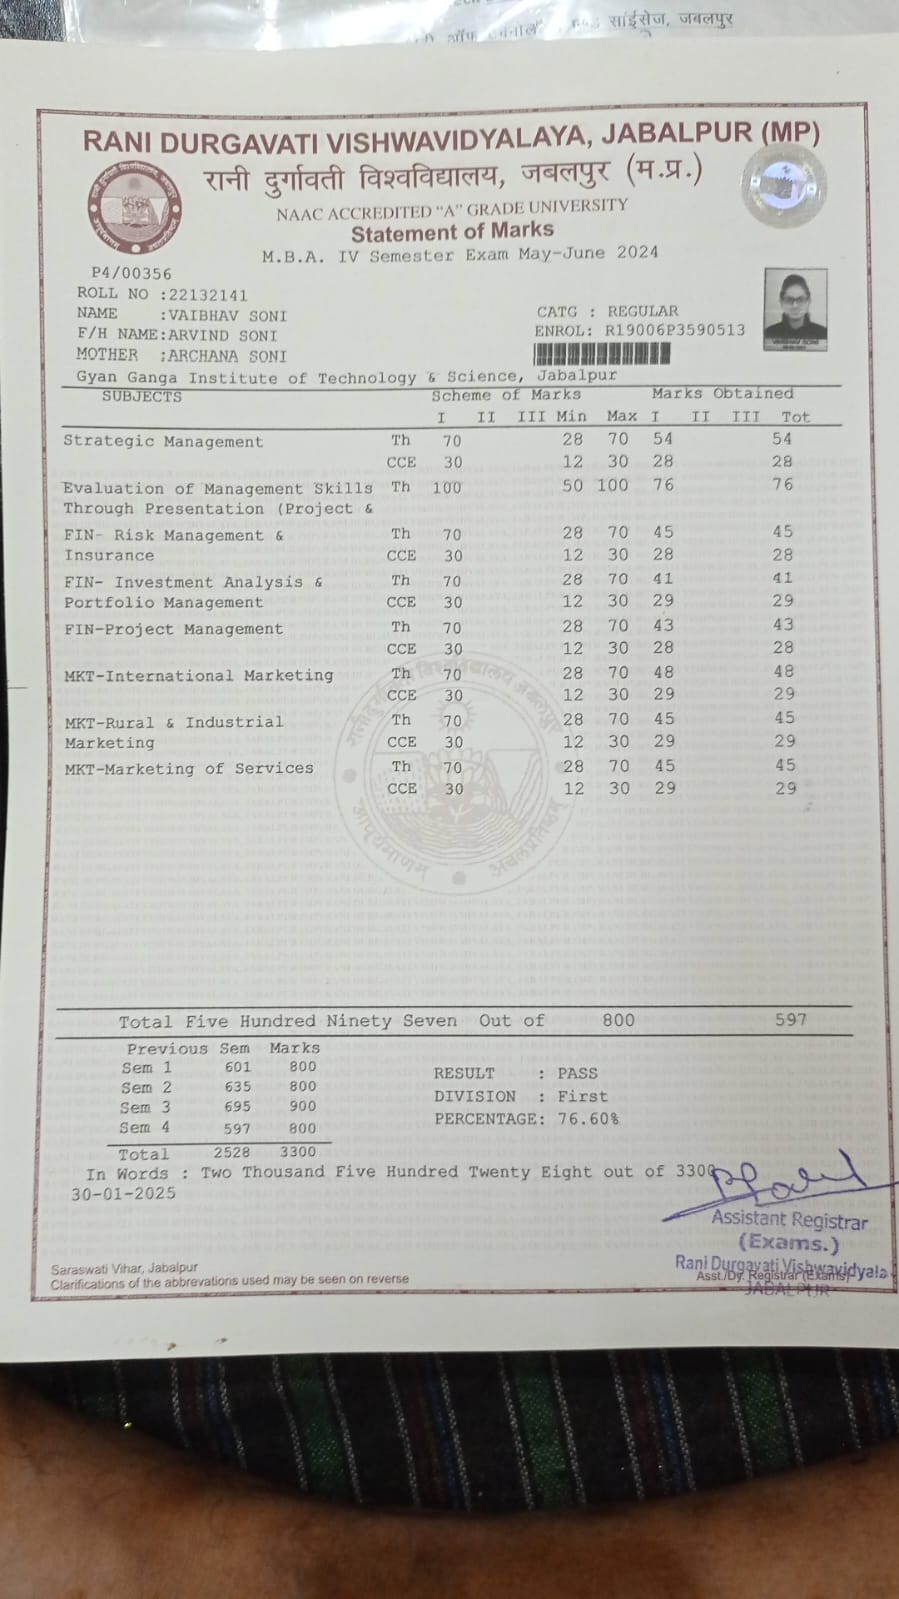 सांईसेज, जबलपुर
RANI DURGAVATI VISHWAVIDYALAYA, JABALPUR (MP)
रानी दुर्गावती विश्वविद्यालय, जबलपुर (म.प्र.)
NAAC ACCREDITED "A" GRADE UNIVERSITY
Statement of Marks
M.B.A. IV Semester Exam May-June 2024
P4/00356
ROLL NO :22132141
NAME :VAIBHAV SONI CATG : REGULAR
F/H NAME:ARVIND SONI ENROL: R19006P3590513
MOTHER :ARCHANA SONI
Gyan Ganga Institute of Technology & Science, Jabalpur
SUBJECTS Scheme of Marks Marks Obtained
I II III Min Max I II III Tot
Strategic Management Th 70 28 70 54 54
CCE 30 12 30 28 28
Evaluation of Management Skills Th 100 50 100 76 76
Through Presentation (Project &
FIN- Risk Management & Th 70 28 70 45 45
Insurance CCE 30 12 30 28 28
FIN- Investment Analysis & Th 70 28 70 41 41
Portfolio Management CCE 30 12 30 29 29
FIN-Project Management Th 70 28 70 43 43
CCE 30 12 30 28 28
MKT-International Marketing Th 70 28 70 48 48
CCE 30 12 30 29 29
MKT-Rural & Industrial Th 70 28 70 45 45
Marketing CCE 30 12 30 29 29
MKT-Marketing of Services Th 70 28 70 45 45
CCE 30 12 30 29 29
Total Five Hundred Ninety Seven Out of 800 597
Previous Sem Marks
Sem 1 601 800
Sem 2 635 800
Sem 3 695 900
Sem 4 597 800
Total 2528 3300
RESULT : PASS
DIVISION : First
PERCENTAGE: 76.60%
In Words : Two Thousand Five Hundred Twenty Eight out of 3300
30-01-2025
Assistant Registrar
(Exams.)
Rani Durgavati Vishwavidyala
Asst./Dy. Registrar (Exams)
JABALPUR
Saraswati Vihar, Jabalpur
Clarifications of the abbrevations used may be seen on reverse